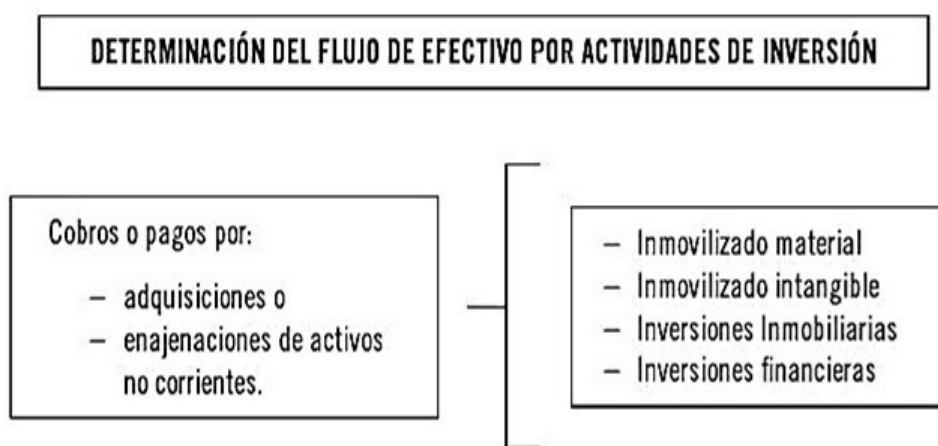 DETERMINACIÓN DEL FLUJO DE EFECTIVO POR ACTIVIDADES DE INVERSIÓN
Cobros o pagos por:
– adquisiciones o
– enajenaciones de activos
no corrientes.
– Inmovilizado material
– Inmovilizado intangible
– Inversiones Inmobiliarias
– Inversiones financieras